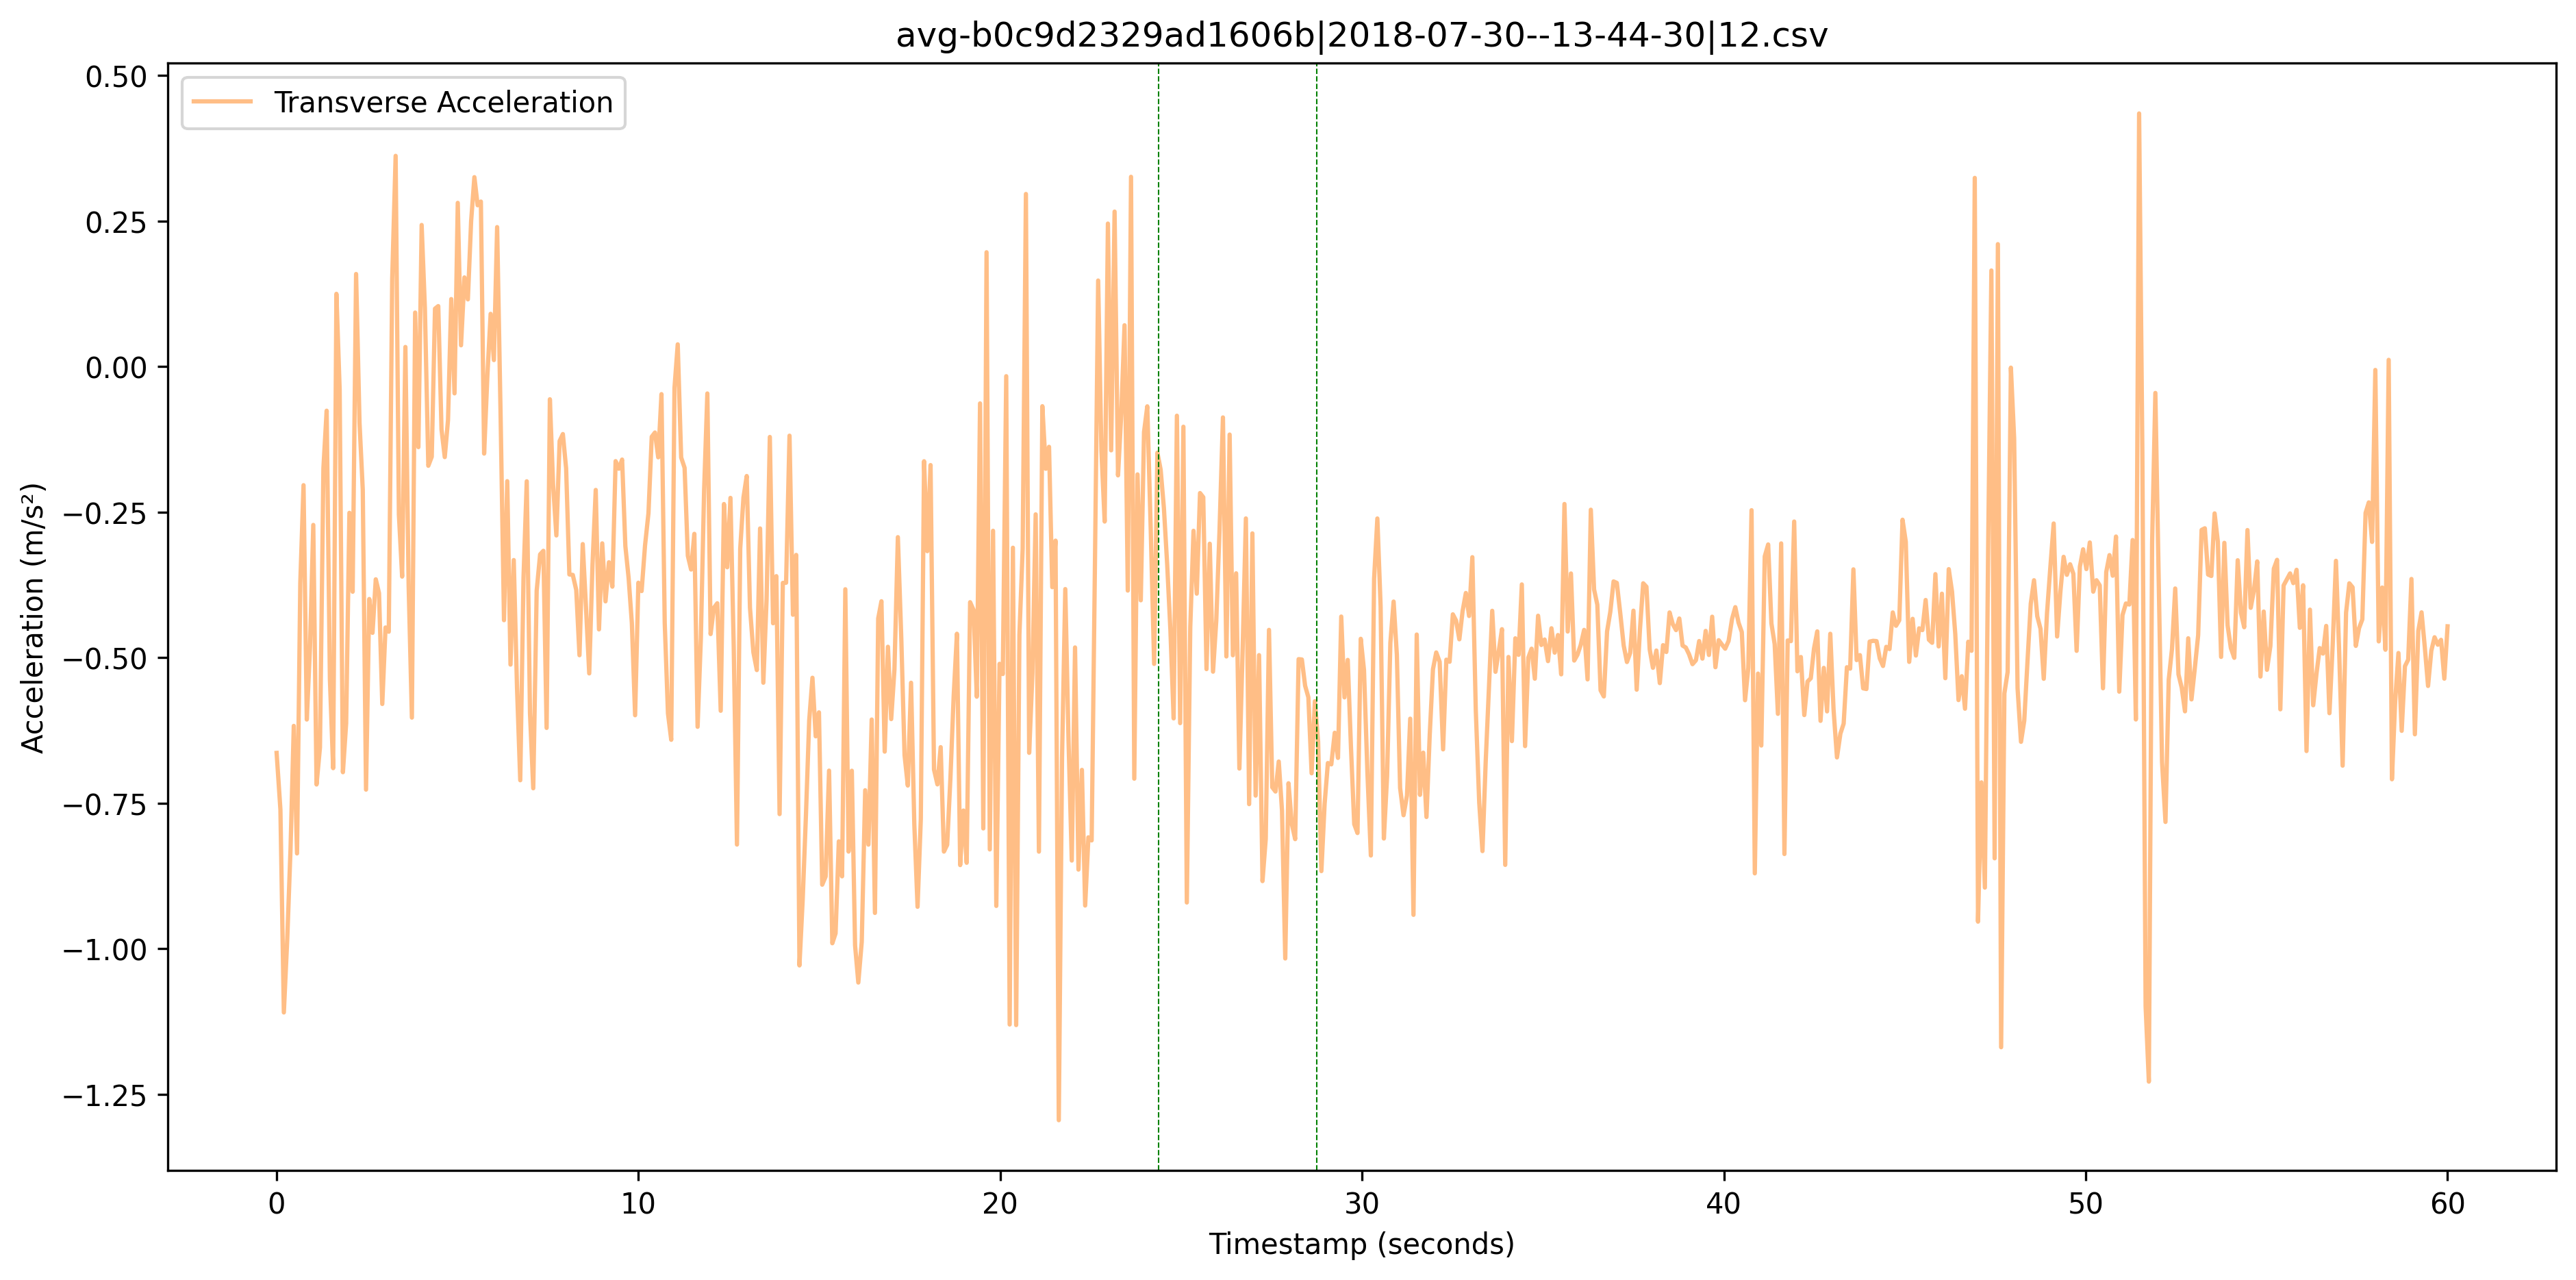 avg-b0c9d2329ad1606b|2018-07-30--13-44-30|12.csv
Transverse Acceleration
Acceleration (m/s²)
0.50
0.25
0.00
−0.25
−0.50
−0.75
−1.00
−1.25
0 10 20 30 40 50 60
Timestamp (seconds)